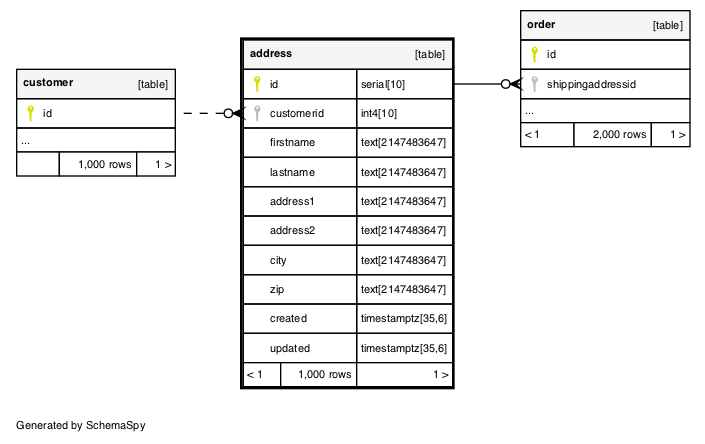 customer [table]
id
...
1,000 rows 1 >
address [table]
id serial[10]
customerid int4[10]
firstname text[2147483647]
lastname text[2147483647]
address1 text[2147483647]
address2 text[2147483647]
city text[2147483647]
zip text[2147483647]
created timestamptz[35,6]
updated timestamptz[35,6]
< 1 1,000 rows 1 >
order [table]
id
shippingaddressid
...
< 1 2,000 rows 1 >
Generated by SchemaSpy